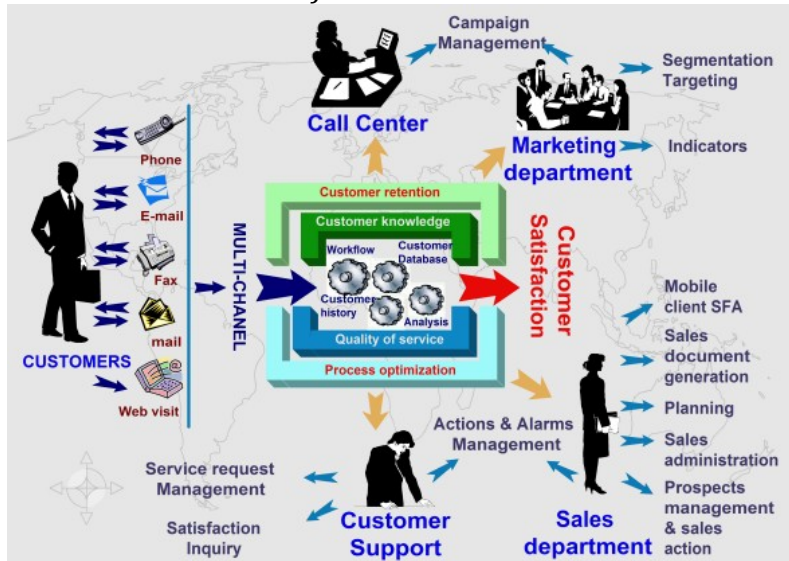 Campaign
Management
Segmentation
Targeting
Call Center
Marketing
department
Indicators
Phone
E-mail
Fax
mail
CUSTOMERS
Web visit
MULTI-CHANEL
Customer retention
Customer knowledge
Workflow
Customer
Database
Customer
history
Analysis
Quality of service
Process optimization
Customer
Satisfaction
Mobile
client SFA
Sales
document
generation
Planning
Sales
administration
Prospects
management
& sales
action
Actions & Alarms
Management
Service request
Management
Satisfaction
Inquiry
Customer
Support
Sales
department